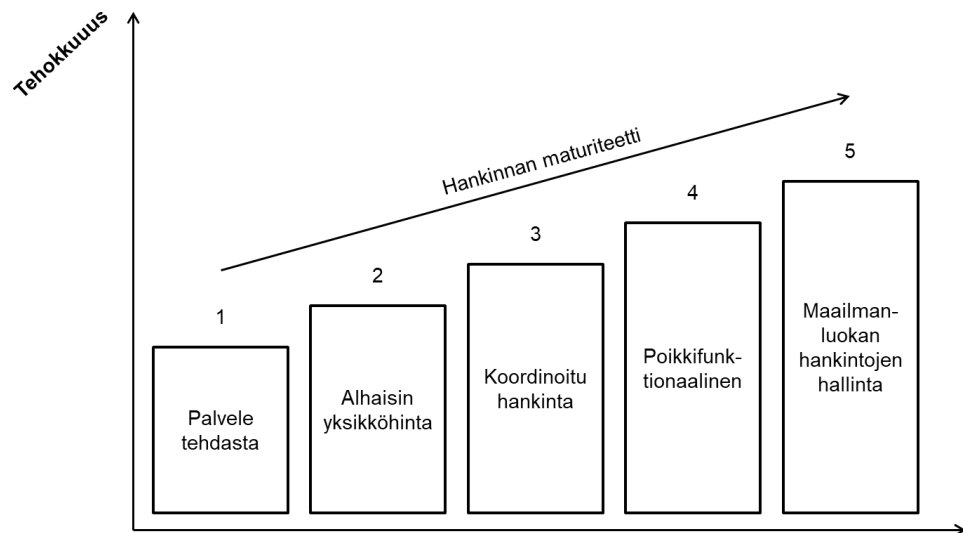 Tehokkuuus
Hankinnan maturiteetti
1
Palvele
tehdasta
2
Alhaisin
yksikköhinta
3
Koordinoitu
hankinta
4
Poikkifunk-
tionaalinen
5
Maailman-
luokan
hankintojen
hallinta